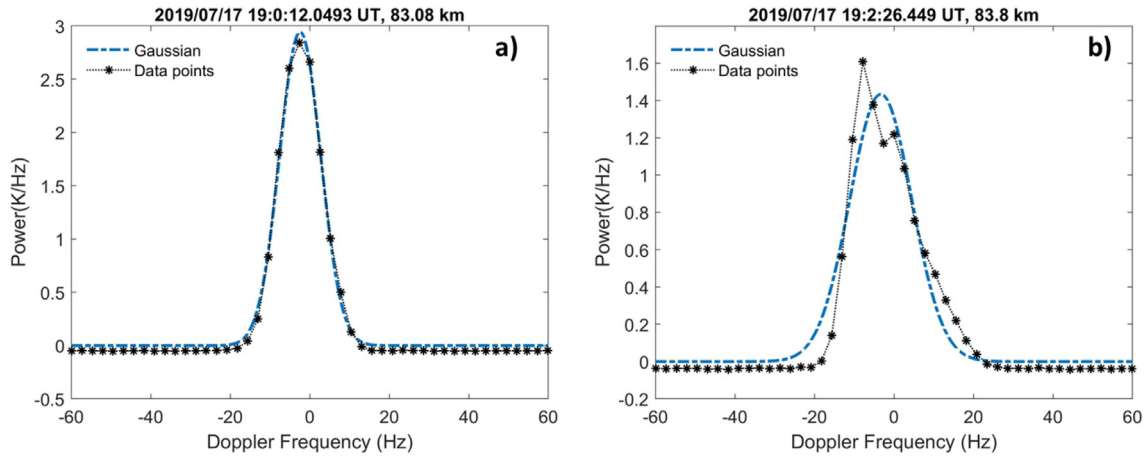 2019/07/17 19:0:12.0493 UT, 83.08 km
a)
Gaussian
Data points
3
2.5
2
1.5
1
0.5
0
-0.5
Power(K/Hz)
-60 -40 -20 0 20 40 60
Doppler Frequency (Hz)
2019/07/17 19:2:26.449 UT, 83.8 km
b)
Gaussian
Data points
1.6
1.4
1.2
1
0.8
0.6
0.4
0.2
0
-0.2
Power(K/Hz)
-60 -40 -20 0 20 40 60
Doppler Frequency (Hz)